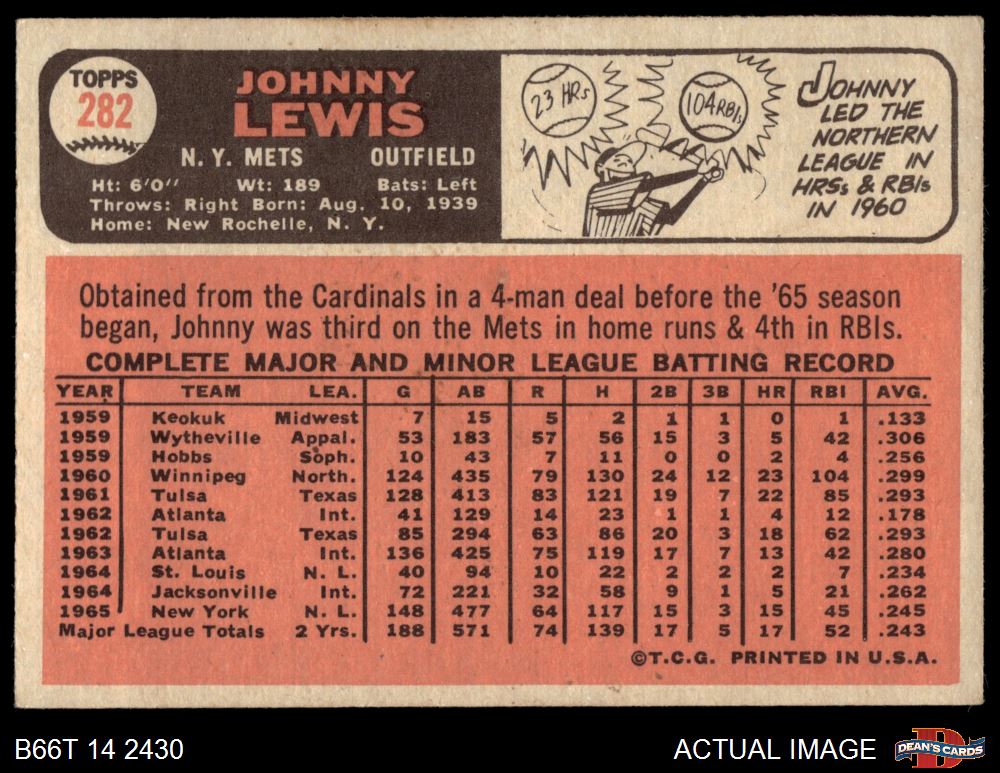 TOPPS
282
JOHNNY
LEWIS
N. Y. METS OUTFIELD
Ht: 6'0" Wt: 189 Bats: Left
Throws: Right Born: Aug. 10, 1939
Home: New Rochelle, N. Y.
23 HRs
104 RBIs
JOHNNY
LED THE
NORTHERN
LEAGUE IN
HRSs & RBIs
IN 1960
Obtained from the Cardinals in a 4-man deal before the '65 season
began, Johnny was third on the Mets in home runs & 4th in RBIs.
COMPLETE MAJOR AND MINOR LEAGUE BATTING RECORD
YEAR TEAM LEA. G AB R H 2B 3B HR RBI AVG.
1959 Keokuk Midwest 7 15 5 2 1 1 0 1 .133
1959 Wytheville Appal. 53 183 57 56 15 3 5 42 .306
1959 Hobbs Soph. 10 43 7 11 0 0 2 4 .256
1960 Winnipeg North. 124 435 79 130 24 12 23 104 .299
1961 Tulsa Texas 128 413 83 121 19 7 22 85 .293
1962 Atlanta Int. 41 129 14 23 1 1 4 12 .178
1962 Tulsa Texas 85 294 63 86 20 3 18 62 .293
1963 Atlanta Int. 136 425 75 119 17 7 13 42 .280
1964 St. Louis N. L. 40 94 10 22 2 2 2 7 .234
1964 Jacksonville Int. 72 221 32 58 9 1 5 21 .262
1965 New York N. L. 148 477 64 117 15 3 15 45 .245
Major League Totals 2 Yrs. 188 571 74 139 17 5 17 52 .243
©T.C.G. PRINTED IN U.S.A.
B66T 14 2430
ACTUAL IMAGE
DEAN'S CARDS